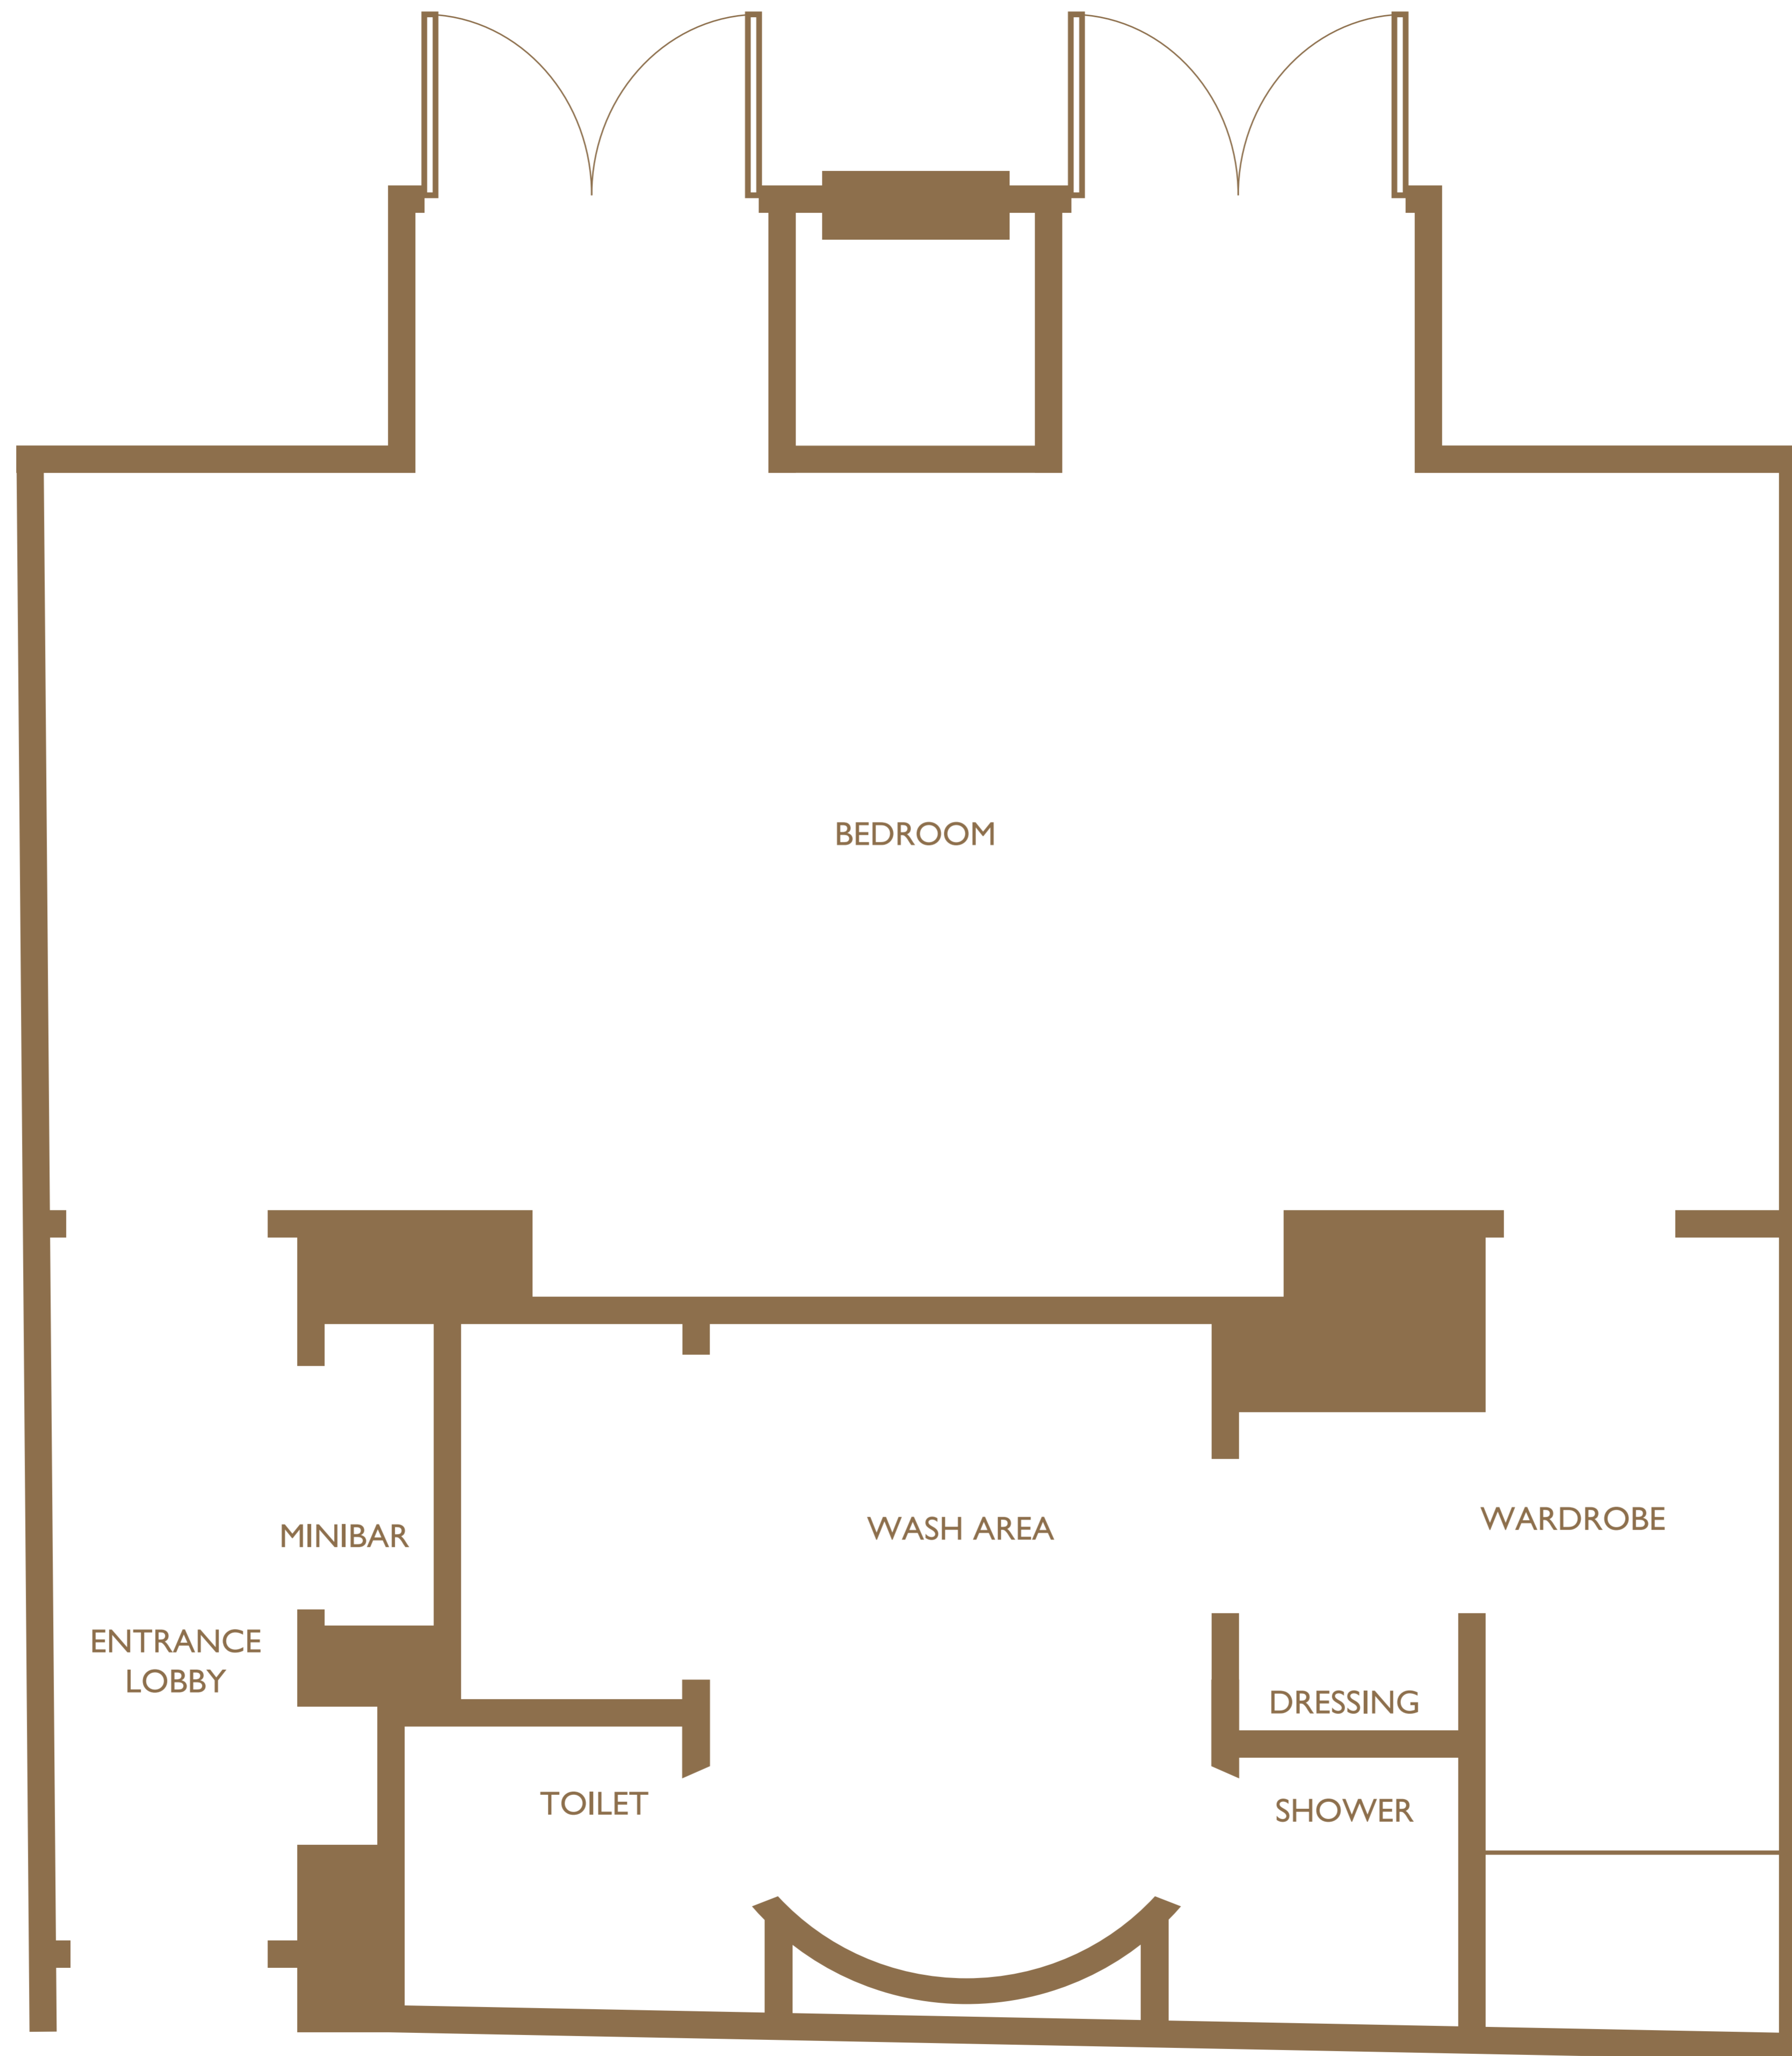 BEDROOM
WARDROBE
WASH AREA
MINIBAR
ENTRANCE
LOBBY
DRESSING
TOILET
SHOWER